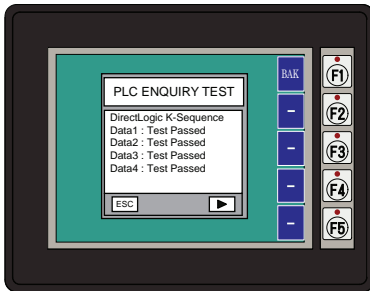 PLC ENQUIRY TEST
DirectLogic K-Sequence
Data1 : Test Passed
Data2 : Test Passed
Data3 : Test Passed
Data4 : Test Passed
ESC
BAK
–
–
–
–
F1
F2
F3
F4
F5